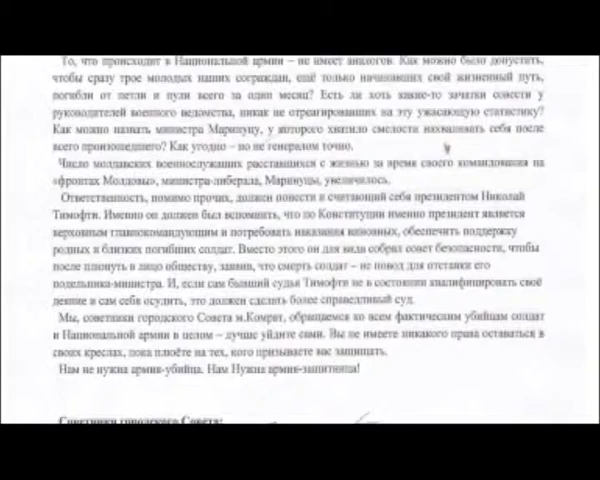 То, что происходит в Национальной армии – не имеет аналогов. Как можно было допустить,
чтобы сразу трое молодых наших сограждан, ещё только начинавших свой жизненный путь,
погибли от петли и пули всего за один месяц? Есть ли хоть какие-то зачатки совести у
руководителей военного ведомства, никак не отреагировавших на эту ужасающую статистику?
Как можно назвать министра Маринуцу, у которого хватило смелости нахваливать себя после
всего произошедшего? Как угодно – но не генералом точно.
Число молдавских военнослужащих расставшихся с жизнью за время своего командования на
«фронтах Молдовы», министра-либерала, Маринуцы, увеличилось.
Ответственность, помимо прочих, должен понести и считающий себя президентом Николай
Тимофти. Именно он должен был вспомнить, что по Конституции именно президент является
верховным главнокомандующим и потребовать наказания виновных, обеспечить поддержку
родных и близких погибших солдат. Вместо этого он для вида собрал совет безопасности, чтобы
после плюнуть в лицо обществу, заявив, что смерть солдат – не повод для отставки его
подельника-министра. И, если сам бывший судья Тимофти не в состоянии квалифицировать своё
деяние и сам себя осудить, это должен сделать более справедливый суд.
Мы, советники городского Совета м.Комрат, обращаемся ко всем фактическим убийцам солдат
и Национальной армии в целом – лучше уйдите сами. Вы не имеете никакого права оставаться в
своих креслах, пока плюёте на тех, кого призываете вас защищать.
Нам не нужна армия-убийца. Нам Нужна армия-защитница!
Советники городского Совета: